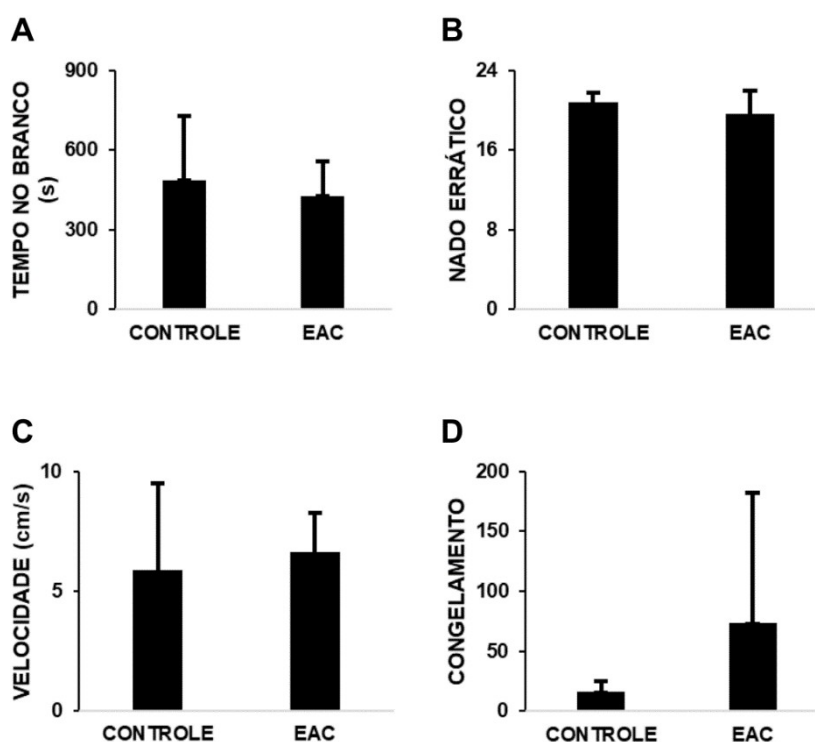 A
TEMPO NO BRANCO
(s)
900
600
300
0
CONTROLE EAC
B
NADO ERRÁTICO
24
16
8
0
CONTROLE EAC
C
VELOCIDADE (cm/s)
10
5
0
CONTROLE EAC
D
CONGELAMENTO
200
150
100
50
0
CONTROLE EAC